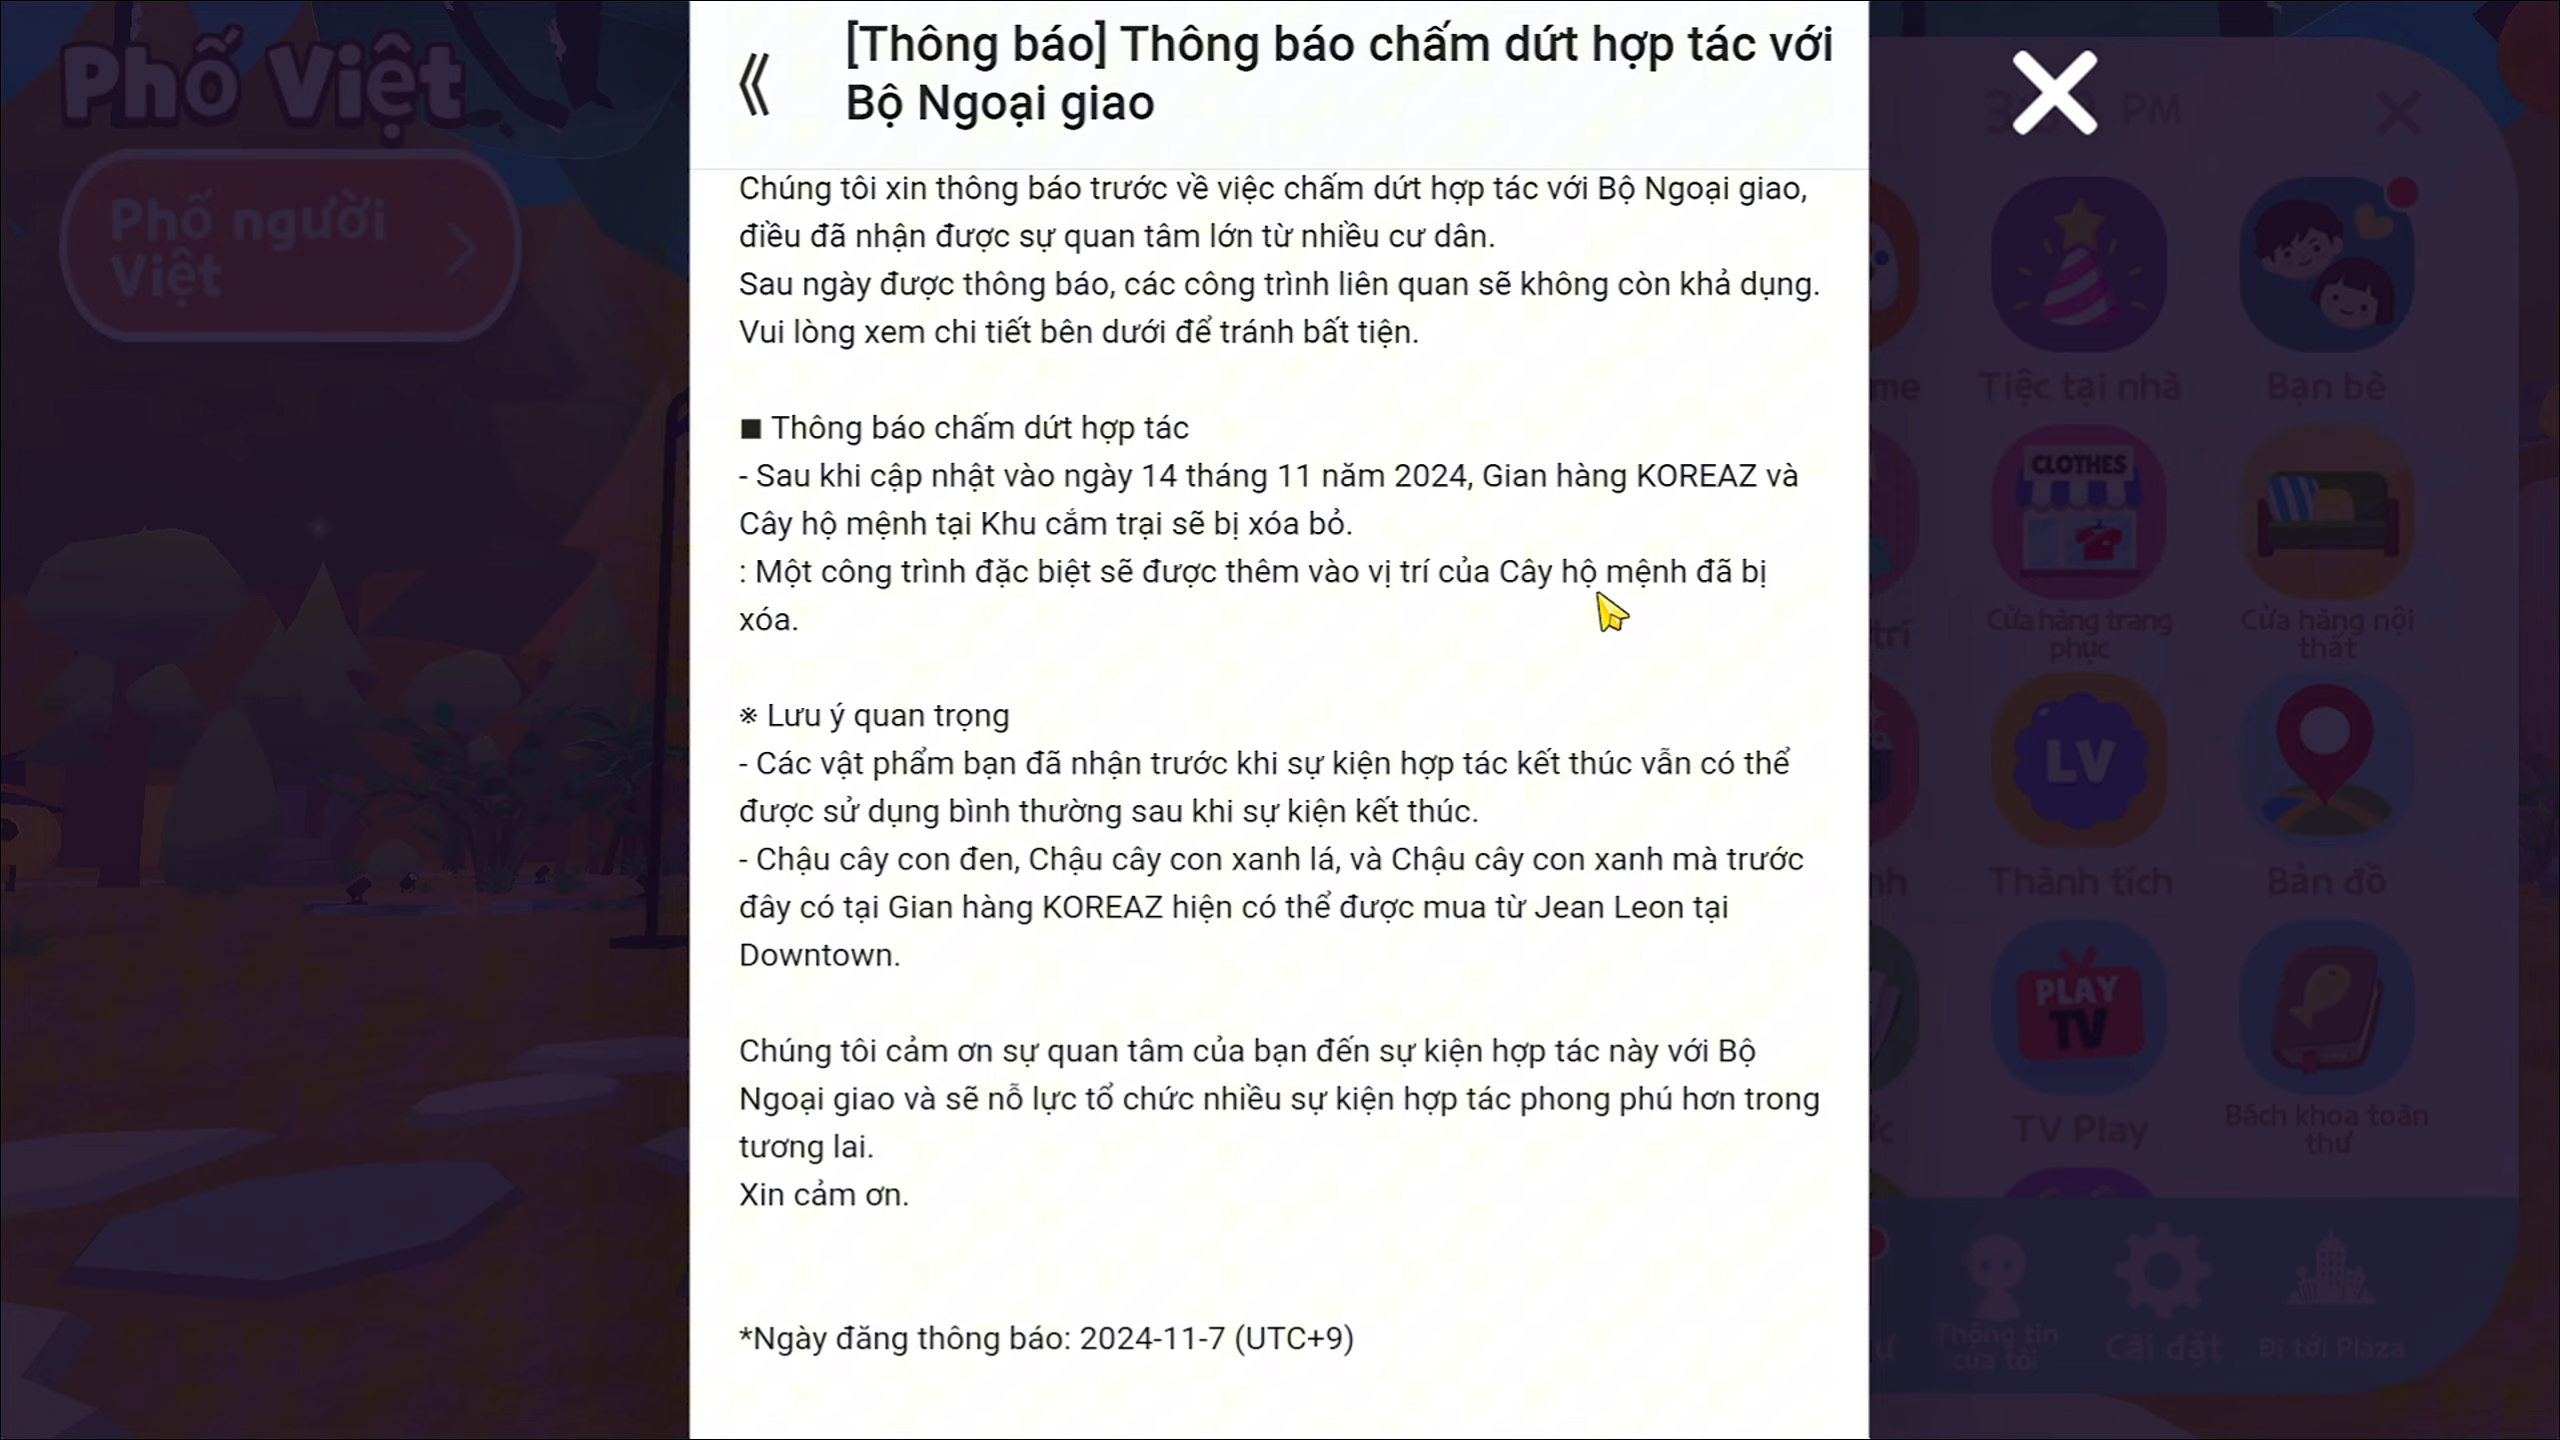 Phố Việt
Phố người
Việt
[Thông báo] Thông báo chấm dứt hợp tác với
Bộ Ngoại giao
Chúng tôi xin thông báo trước về việc chấm dứt hợp tác với Bộ Ngoại giao,
điều đã nhận được sự quan tâm lớn từ nhiều cư dân.
Sau ngày được thông báo, các công trình liên quan sẽ không còn khả dụng.
Vui lòng xem chi tiết bên dưới để tránh bất tiện.
■ Thông báo chấm dứt hợp tác
- Sau khi cập nhật vào ngày 14 tháng 11 năm 2024, Gian hàng KOREAZ và
Cây hộ mệnh tại Khu cắm trại sẽ bị xóa bỏ.
: Một công trình đặc biệt sẽ được thêm vào vị trí của Cây hộ mệnh đã bị
xóa.
※ Lưu ý quan trọng
- Các vật phẩm bạn đã nhận trước khi sự kiện hợp tác kết thúc vẫn có thể
được sử dụng bình thường sau khi sự kiện kết thúc.
- Chậu cây con đen, Chậu cây con xanh lá, và Chậu cây con xanh mà trước
đây có tại Gian hàng KOREAZ hiện có thể được mua từ Jean Leon tại
Downtown.
Chúng tôi cảm ơn sự quan tâm của bạn đến sự kiện hợp tác này với Bộ
Ngoại giao và sẽ nỗ lực tổ chức nhiều sự kiện hợp tác phong phú hơn trong
tương lai.
Xin cảm ơn.
*Ngày đăng thông báo: 2024-11-7 (UTC+9)
PM
Tiệc tại nhà
Bạn bè
CLOTHES
Cửa hàng trang
phục
Cửa hàng nội
thất
LV
Thành tích
Bản đồ
PLAY
TV
TV Play
Bách khoa toàn
thư
Thông tin
của tôi
Cài đặt
Đi tới Plaza